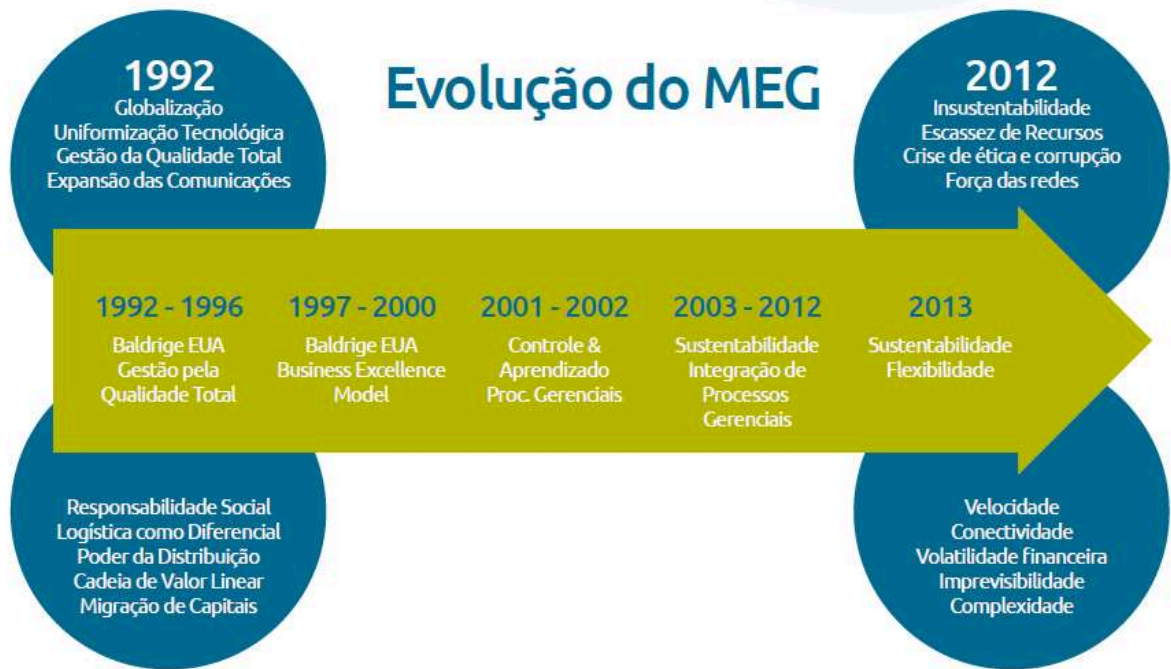 Evolução do MEG
1992
Globalização
Uniformização Tecnológica
Gestão da Qualidade Total
Expansão das Comunicações
2012
Insustentabilidade
Escassez de Recursos
Crise de ética e corrupção
Força das redes
1992 - 1996
Baldrige EUA
Gestão pela
Qualidade Total
1997 - 2000
Baldrige EUA
Business Excellence
Model
2001 - 2002
Controle &
Aprendizado
Proc. Gerenciais
2003 - 2012
Sustentabilidade
Integração de
Processos
Gerenciais
2013
Sustentabilidade
Flexibilidade
Responsabilidade Social
Logística como Diferencial
Poder da Distribuição
Cadeia de Valor Linear
Migração de Capitais
Velocidade
Conectividade
Volatilidade financeira
Imprevisibilidade
Complexidade